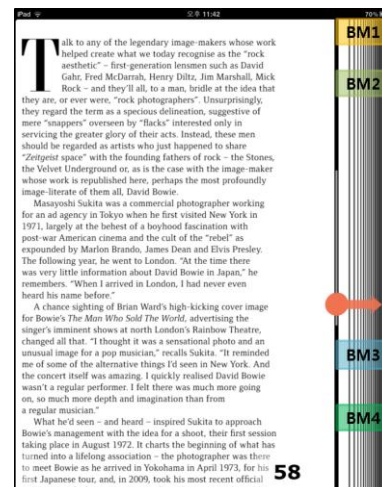 iPad
오후 11:42
70%
Talk to any of the legendary image-makers whose work
helped create what we today recognise as the “rock
aesthetic” – first-generation lensmen such as David
Gahr, Fred McDarrah, Henry Diltz, Jim Marshall, Mick
Rock – and they’ll all, to a man, bridle at the idea that
they are, or ever were, “rock photographers”. Unsurprisingly,
they regard the term as a specious delineation, suggestive of
mere “snappers” overseen by “flacks” interested only in
servicing the greater glory of their acts. Instead, these men
should be regarded as artists who just happened to share
“Zeitgeist space” with the founding fathers of rock – the Stones,
the Velvet Underground or, as is the case with the image-maker
whose work is republished here, perhaps the most profoundly
image-literate of them all, David Bowie.
Masayoshi Sukita was a commercial photographer working
for an ad agency in Tokyo when he first visited New York in
1971, largely at the behest of a boyhood fascination with
post-war American cinema and the cult of the “rebel” as
expounded by Marlon Brando, James Dean and Elvis Presley.
The following year, he went to London. “At the time there
was very little information about David Bowie in Japan,” he
remembers. “When I arrived in London, I had never even
heard his name before.”
A chance sighting of Brian Ward’s high-kicking cover image
for Bowie’s The Man Who Sold The World, advertising the
singer’s imminent shows at north London’s Rainbow Theatre,
changed all that. “I thought it was a sensational photo and an
unusual image for a pop musician,” recalls Sukita. “It reminded
me of some of the alternative things I’d seen in New York. And
the concert itself was amazing. I quickly realised David Bowie
wasn’t a regular performer. I felt there was much more going
on, so much more depth and imagination than from
a regular musician.”
What he’d seen – and heard – inspired Sukita to approach
Bowie’s management with the idea for a shoot, their first session
taking place in August 1972. It charts the beginning of what has
turned into a lifelong association – the photographer was there
to meet Bowie as he arrived in Yokohama in April 1973, for his
first Japanese tour, and, in 2009, took his most recent official
58
BM1
BM2
BM3
BM4